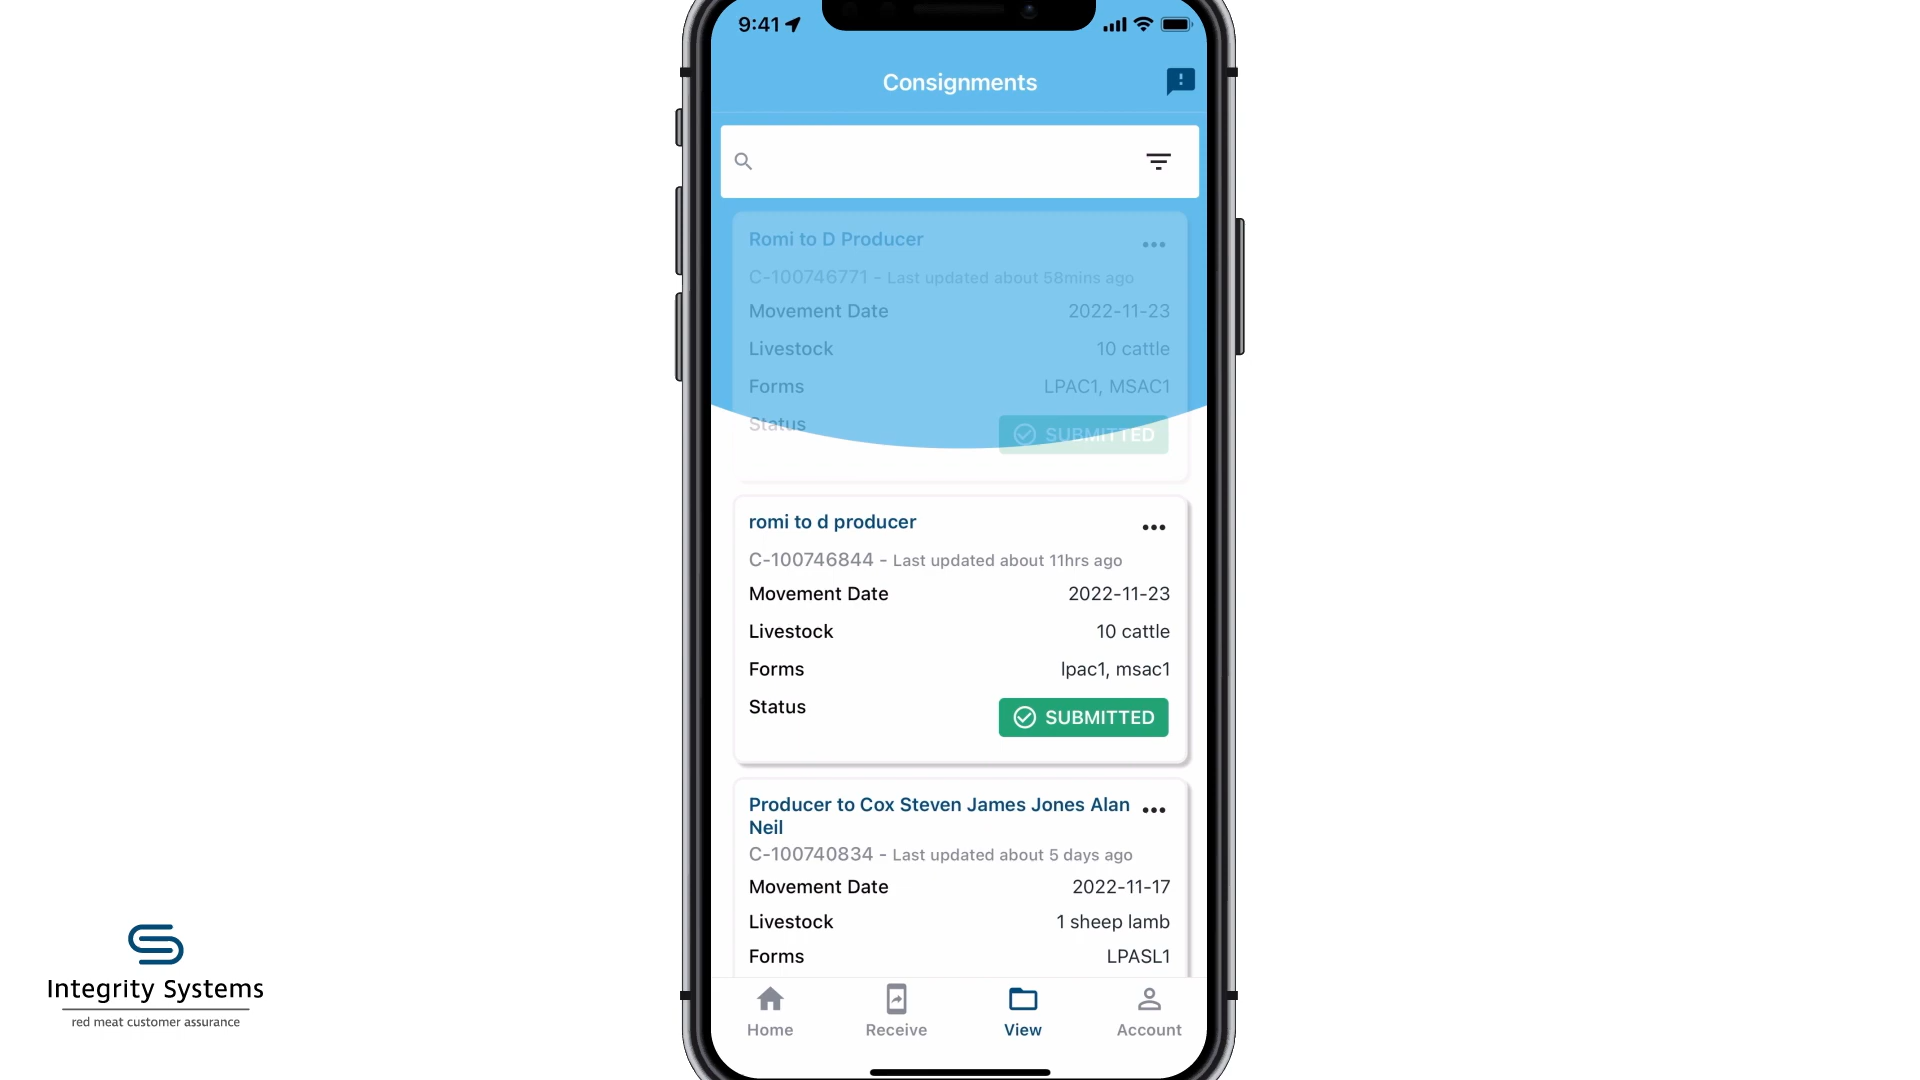 9:41
Consignments
Romi to D Producer
C-100746771 - Last updated about 58mins ago
Movement Date 2022-11-23
Livestock 10 cattle
Forms LPAC1, MSAC1
Status SUBMITTED
romi to d producer
C-100746844 - Last updated about 11hrs ago
Movement Date 2022-11-23
Livestock 10 cattle
Forms lpac1, msac1
Status SUBMITTED
Producer to Cox Steven James Jones Alan
Neil
C-100740834 - Last updated about 5 days ago
Movement Date 2022-11-17
Livestock 1 sheep lamb
Forms LPASL1
Home Receive View Account
Integrity Systems
red meat customer assurance